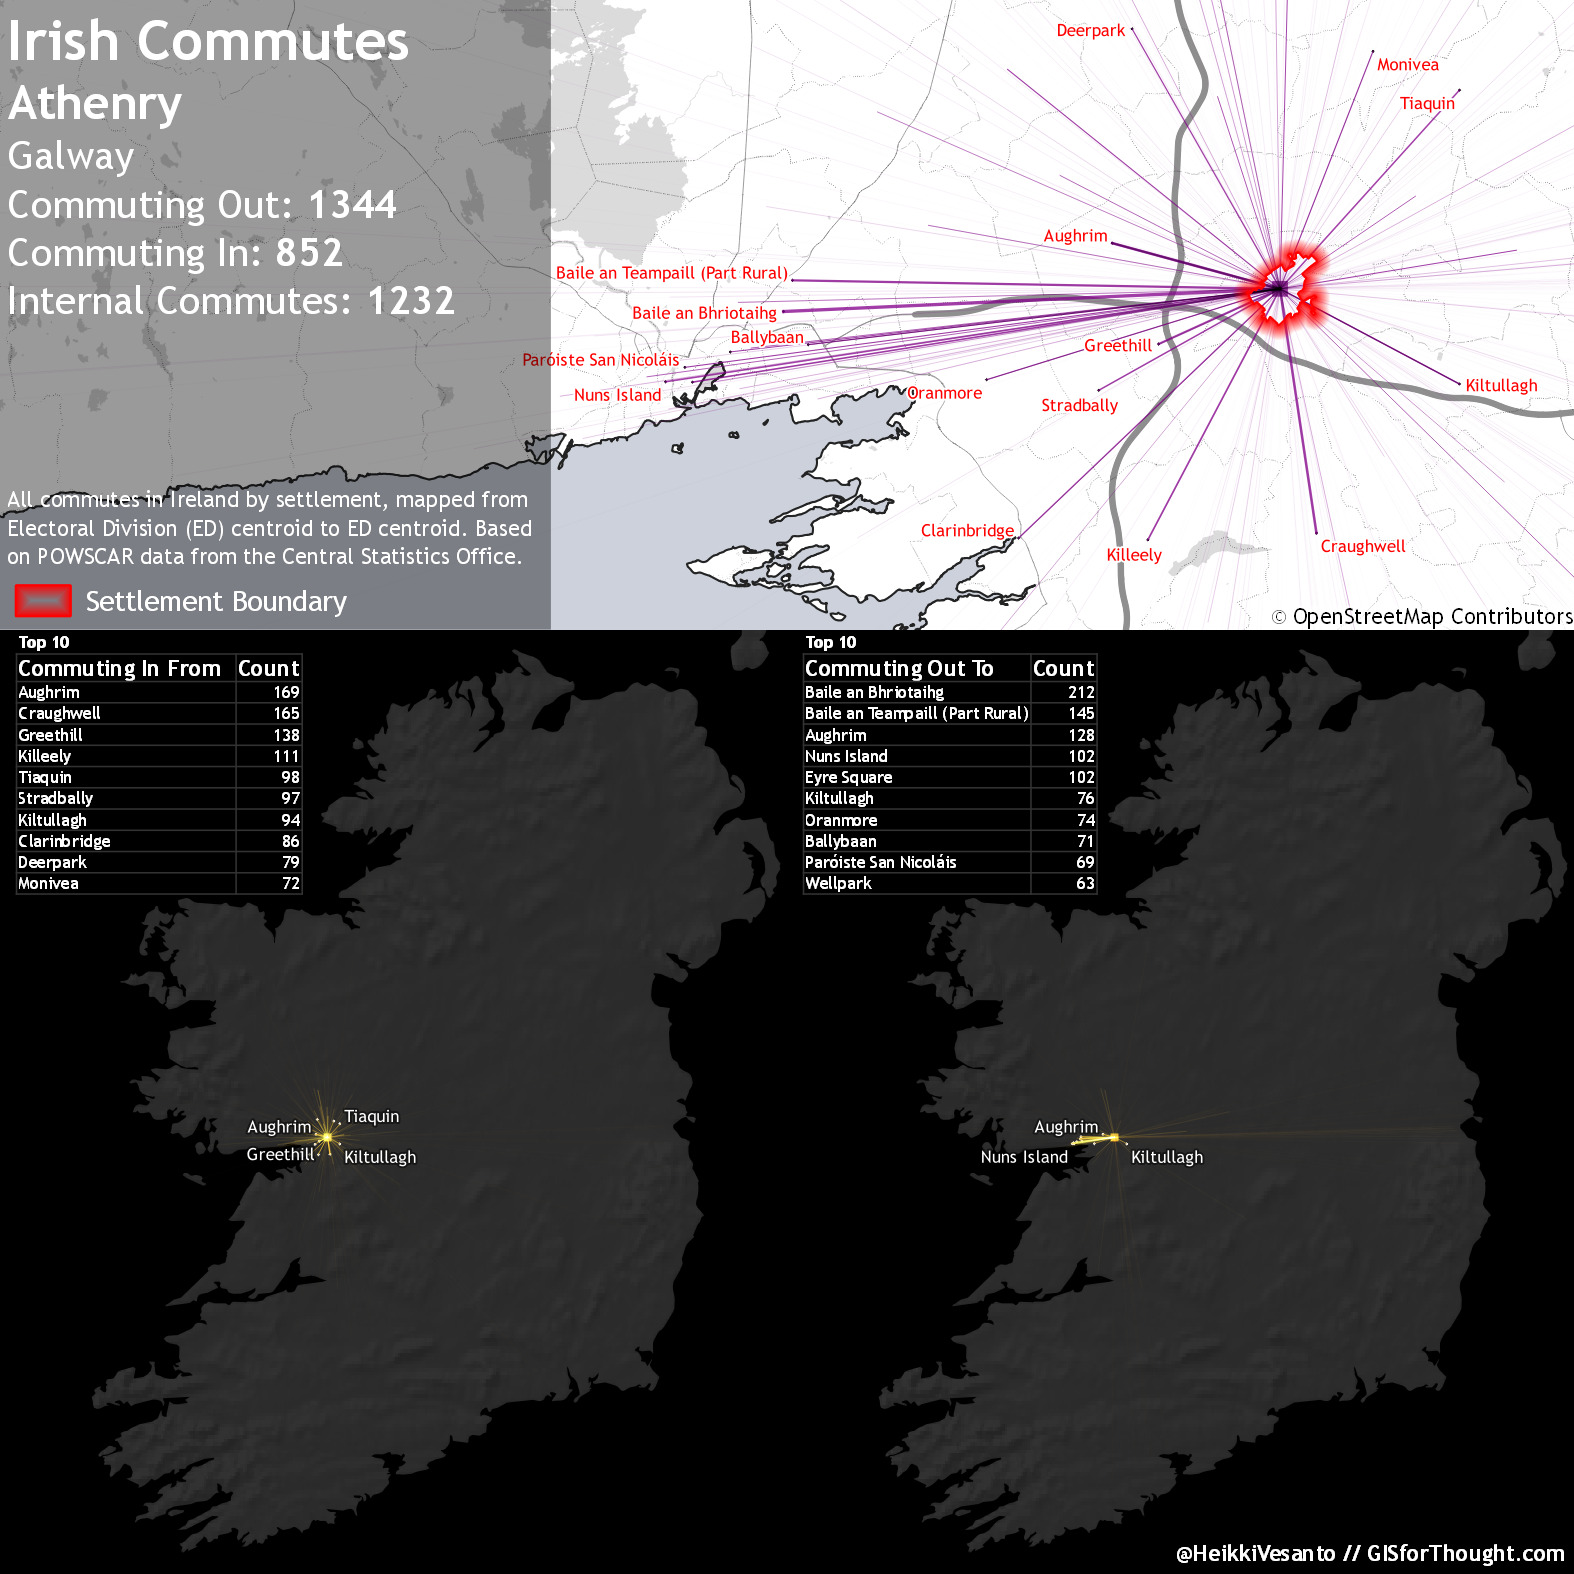 Irish Commutes
Athenry
Galway
Commuting Out: 1344
Commuting In: 852
Internal Commutes: 1232
All commutes in Ireland by settlement, mapped from
Electoral Division (ED) centroid to ED centroid. Based
on POWSCAR data from the Central Statistics Office.
Settlement Boundary
Deerpark
Monivea
Tiaquin
Aughrim
Baile an Teampaill (Part Rural)
Baile an Bhriotaihg
Ballybaan
Greethill
Paróiste San Nicoláis
Kiltullagh
Nuns Island
Oranmore
Stradbally
Clarinbridge
Killeely
Craughwell
© OpenStreetMap Contributors
Top 10
Commuting In From Count
Aughrim 169
Craughwell 165
Greethill 138
Killeely 111
Tiaquin 98
Stradbally 97
Kiltullagh 94
Clarinbridge 86
Deerpark 79
Monivea 72
Top 10
Commuting Out To Count
Baile an Bhriotaihg 212
Baile an Teampaill (Part Rural) 145
Aughrim 128
Nuns Island 102
Eyre Square 102
Kiltullagh 76
Oranmore 74
Ballybaan 71
Paróiste San Nicoláis 69
Wellpark 63
Tiaquin
Aughrim
Greethill
Kiltullagh
Aughrim
Nuns Island
Kiltullagh
@HeikkiVesanto // GISforThought.com